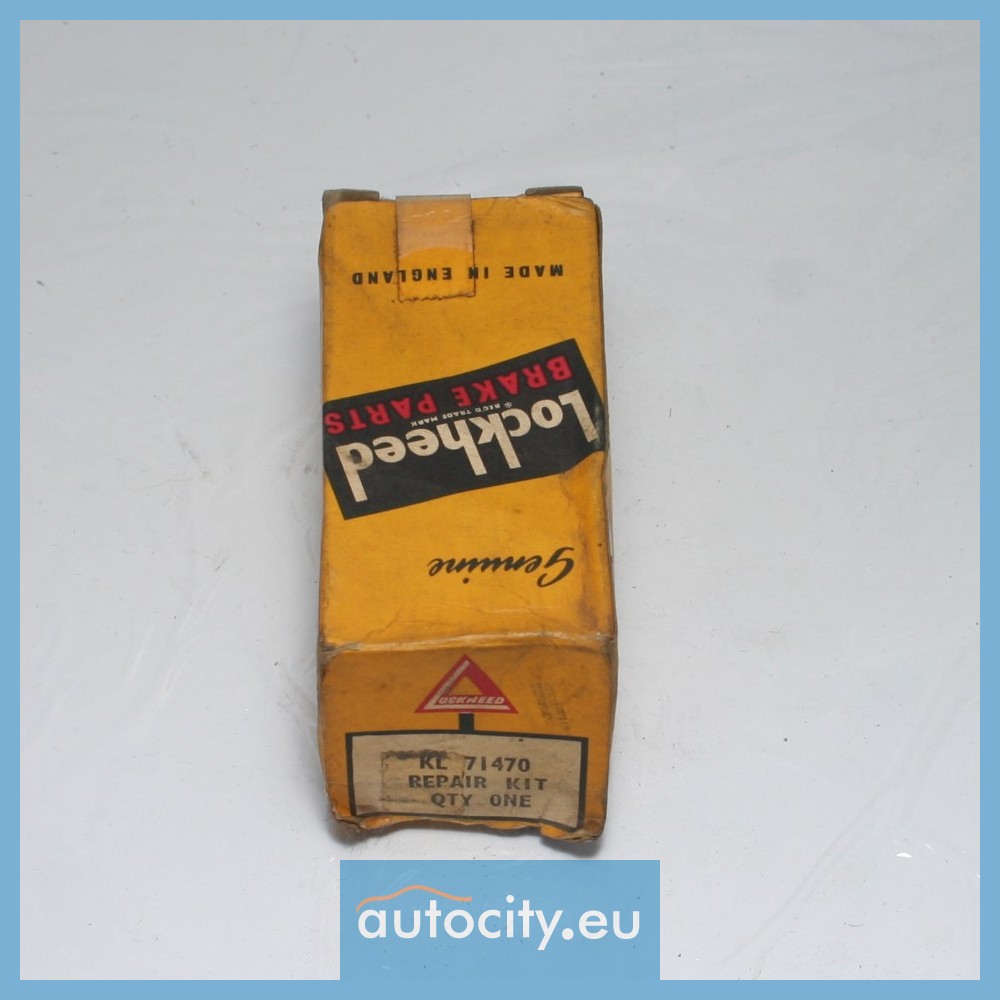 MADE IN ENGLAND
BRAKE PARTS
* REG'D TRADE MARK
Lockheed
Genuine
LOCKHEED
KL 71470
REPAIR KIT
QTY ONE
autocity.eu